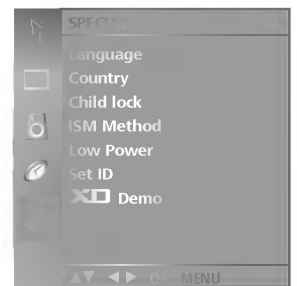 SPECIAL
Language
Country
Child lock
ISM Method
Low Power
Set ID
XD Demo
MENU